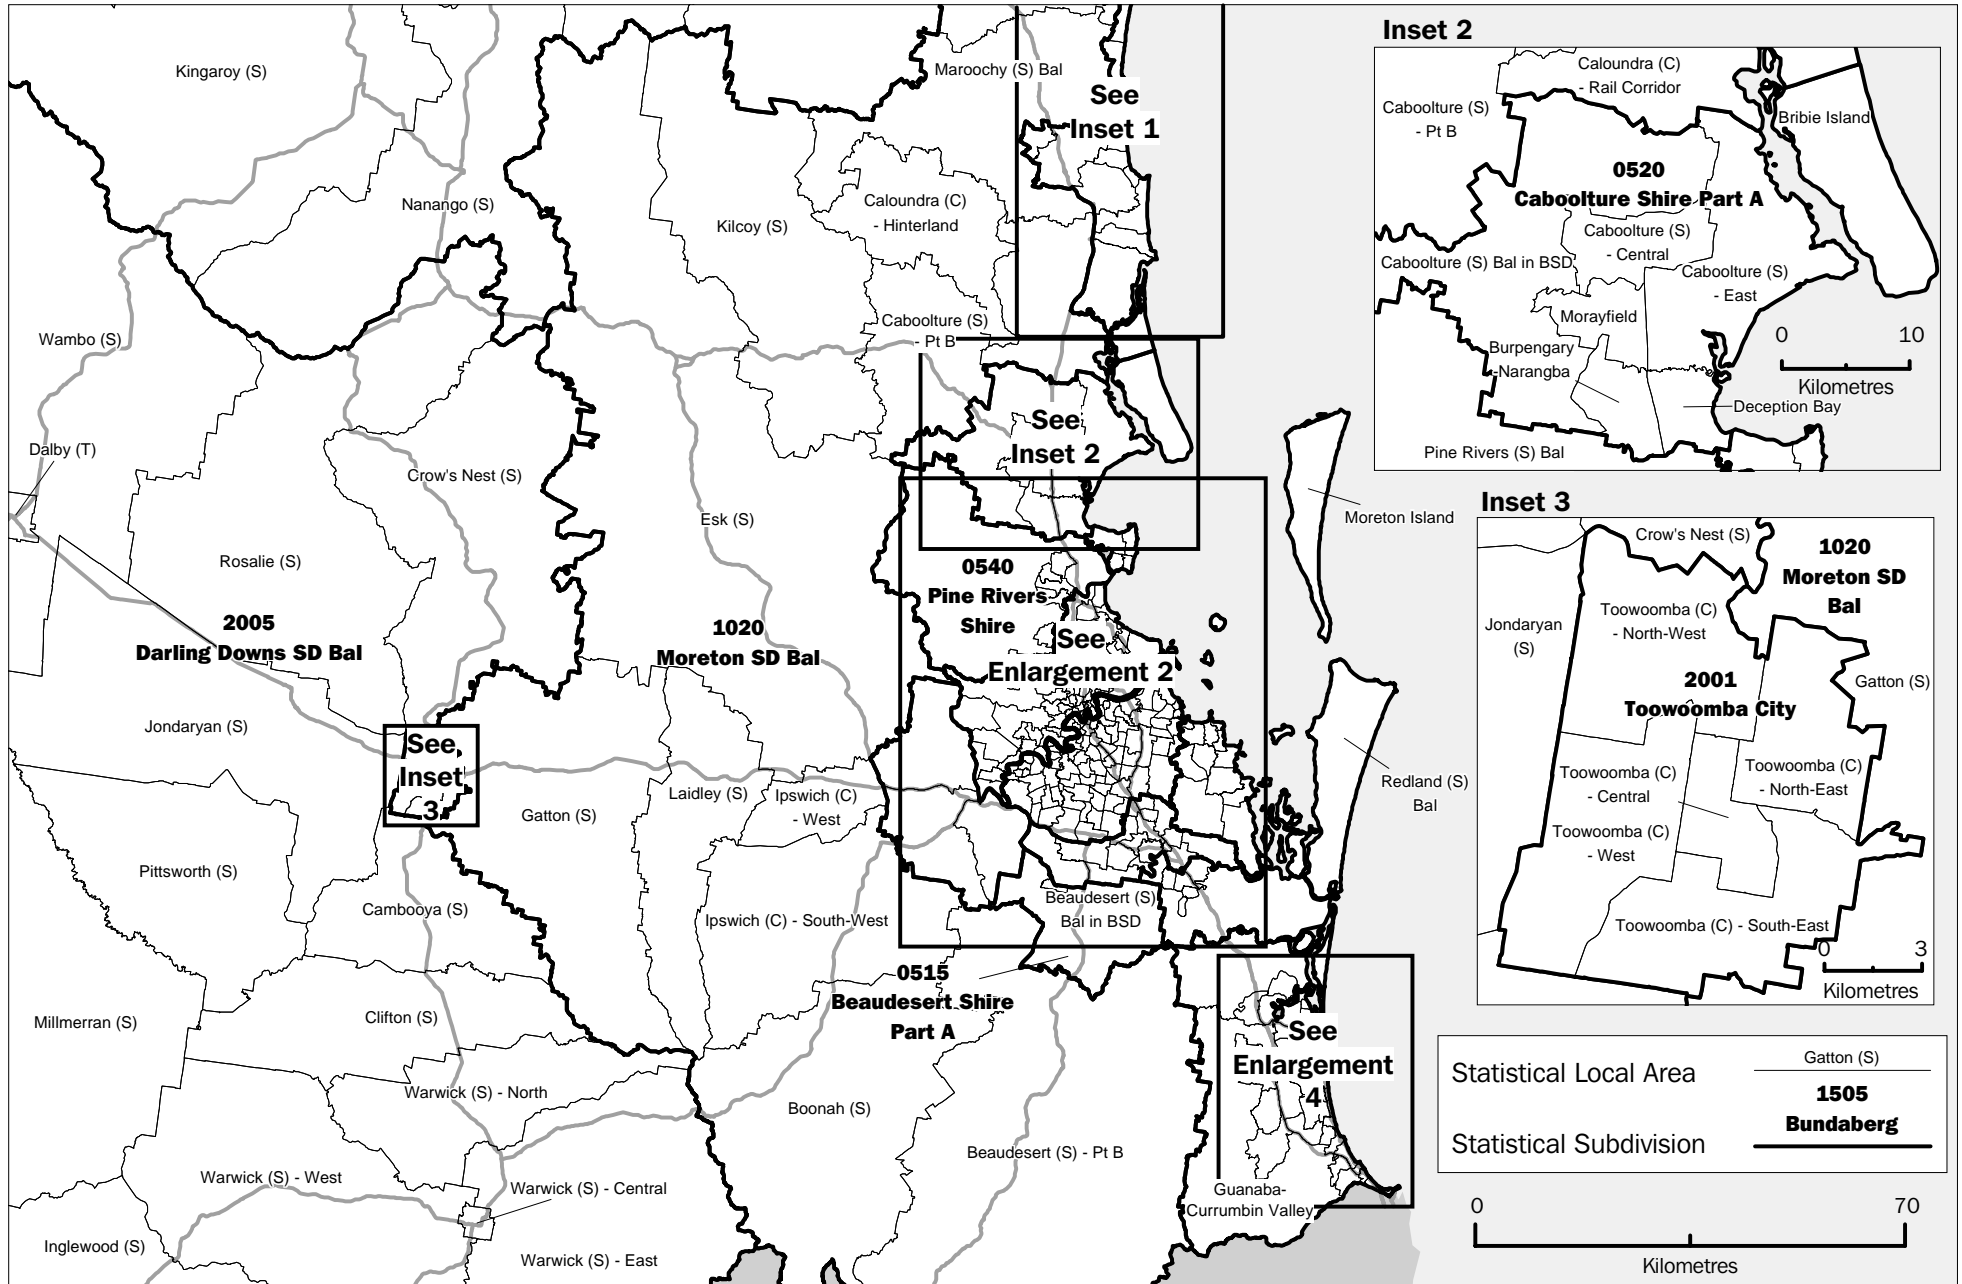 Kingaroy (S)
Maroochy (S) Bal
See
Inset 1
Nanango (S)
Kilcoy (S)
Caloundra (C)
- Hinterland
Wambo (S)
Caboolture (S)
- Pt B
Dalby (T)
Crow's Nest (S)
See
Inset 2
Esk (S)
Moreton Island
Rosalie (S)
0540
Pine Rivers
Shire
2005
Darling Downs SD Bal
1020
Moreton SD Bal
See
Enlargement 2
Jondaryan (S)
See
Inset
3
Gatton (S)
Laidley (S)
Ipswich (C)
- West
Redland (S)
Bal
Pittsworth (S)
Cambooya (S)
Ipswich (C) - South-West
Beaudesert (S)
Bal in BSD
0515
Beaudesert Shire
Part A
Millmerran (S)
Clifton (S)
See
Enlargement
4
Warwick (S) - North
Boonah (S)
Beaudesert (S) - Pt B
Warwick (S) - West
Warwick (S) - Central
Guanaba-
Currumbin Valley
Inglewood (S)
Warwick (S) - East
Inset 2
Caloundra (C)
- Rail Corridor
Caboolture (S)
- Pt B
Bribie Island
0520
Caboolture Shire Part A
Caboolture (S)
- Central
Caboolture (S) Bal in BSD
Caboolture (S)
- East
Morayfield
Burpengary
-Narangba
Deception Bay
Pine Rivers (S) Bal
0 10
Kilometres
Inset 3
Crow's Nest (S)
1020
Moreton SD
Bal
Toowoomba (C)
- North-West
Jondaryan
(S)
Gatton (S)
2001
Toowoomba City
Toowoomba (C)
- Central
Toowoomba (C)
- North-East
Toowoomba (C)
- West
Toowoomba (C) - South-East
0 3
Kilometres
Statistical Local Area
Gatton (S)
1505
Bundaberg
Statistical Subdivision
0 70
Kilometres